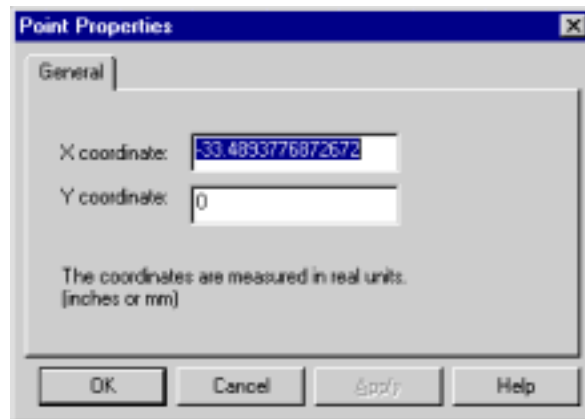 Point Properties
General
X coordinate: -33.4893776872672
Y coordinate: 0
The coordinates are measured in real units.
(inches or mm)
OK Cancel Apply Help